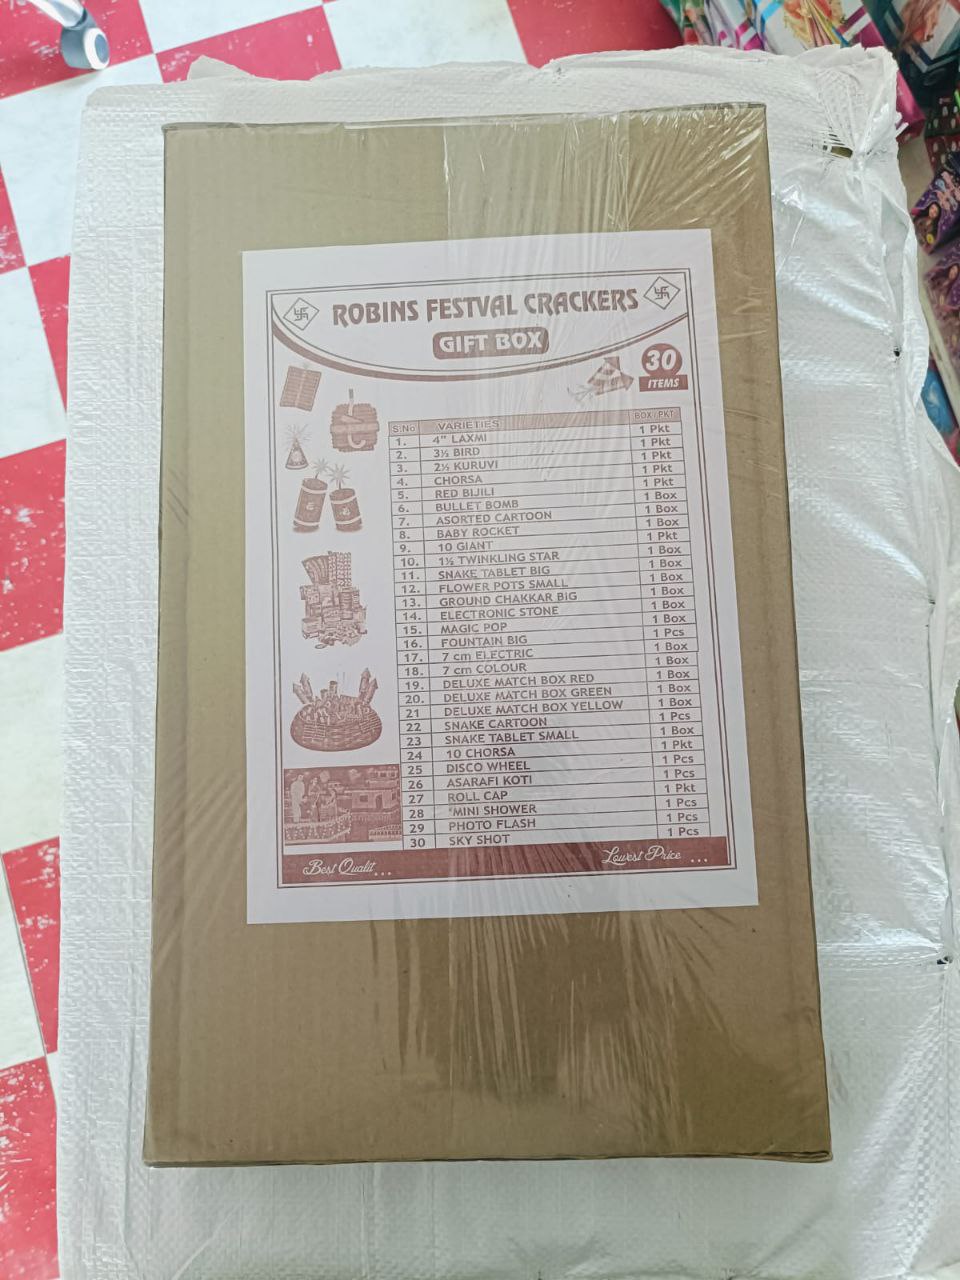 ROBINS FESTVAL CRACKERS
GIFT BOX
30
ITEMS
S.No VARIETIES BOX / PKT
1. 4" LAXMI 1 Pkt
2. 3½ BIRD 1 Pkt
3. 2½ KURUVI 1 Pkt
4. CHORSA 1 Pkt
5. RED BIJILI 1 Pkt
6. BULLET BOMB 1 Box
7. ASORTED CARTOON 1 Box
8. BABY ROCKET 1 Box
9. 10 GIANT 1 Pkt
10. 1½ TWINKLING STAR 1 Box
11. SNAKE TABLET BIG 1 Box
12. FLOWER POTS SMALL 1 Box
13. GROUND CHAKKAR BIG 1 Box
14. ELECTRONIC STONE 1 Box
15. MAGIC POP 1 Box
16. FOUNTAIN BIG 1 Pcs
17. 7 cm ELECTRIC 1 Box
18. 7 cm COLOUR 1 Box
19. DELUXE MATCH BOX RED 1 Box
20. DELUXE MATCH BOX GREEN 1 Box
21 DELUXE MATCH BOX YELLOW 1 Box
22 SNAKE CARTOON 1 Pcs
23 SNAKE TABLET SMALL 1 Box
24 10 CHORSA 1 Pkt
25 DISCO WHEEL 1 Pcs
26 ASARAFI KOTI 1 Pcs
27 ROLL CAP 1 Pkt
28 "MINI SHOWER 1 Pcs
29 PHOTO FLASH 1 Pcs
30 SKY SHOT 1 Pcs
Best Qualit... Lowest Price ...